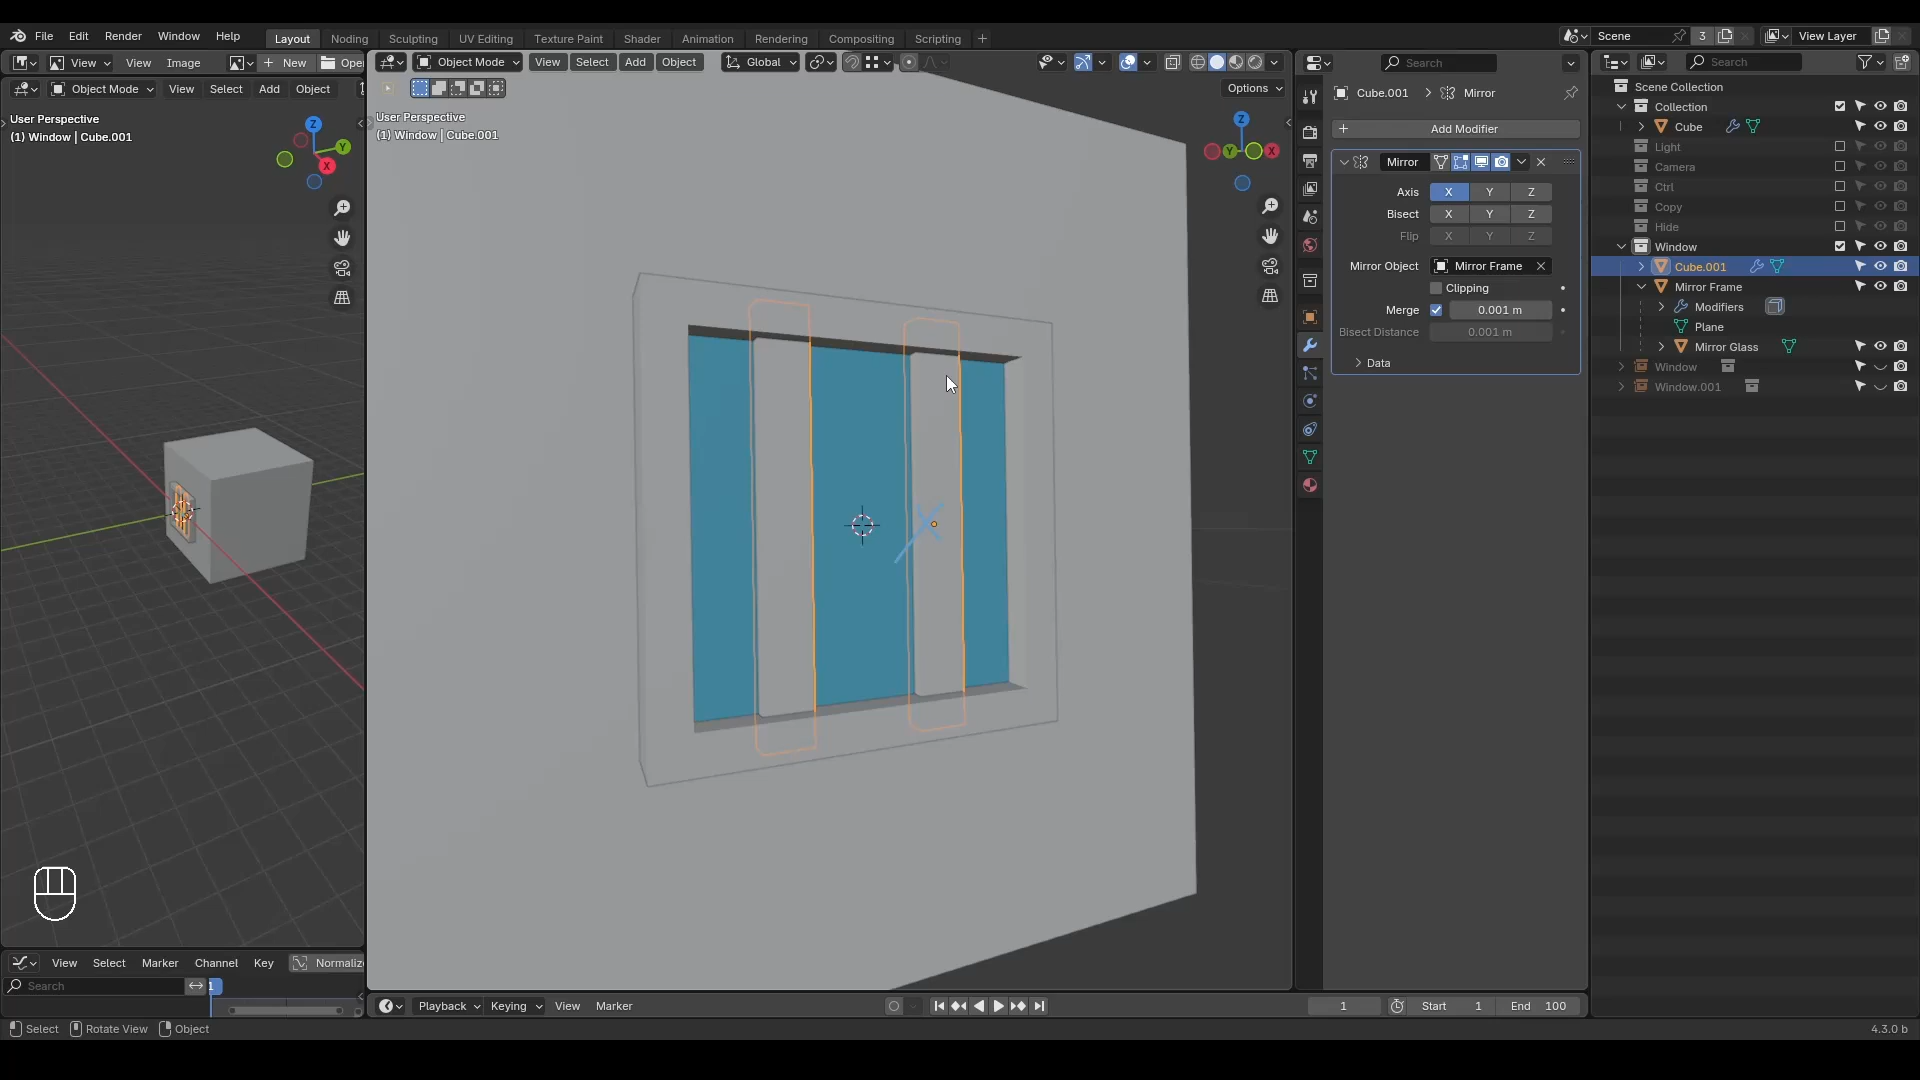 File Edit Render Window Help Layout Noding Sculpting UV Editing Texture Paint Shader Animation Rendering Compositing Scripting Scene 3 View Layer
View View Image New Open
Object Mode View Select Add Object
User Perspective
(1) Window | Cube.001
Z
Y
X
Object Mode View Select Add Object Global
Options
User Perspective
(1) Window | Cube.001
Z
Y
X
Search
Cube.001 Mirror
Add Modifier
Mirror
Axis X Y Z
Bisect X Y Z
Flip X Y Z
Mirror Object Mirror Frame
Clipping
Merge 0.001 m
Bisect Distance 0.001 m
Data
Search
Scene Collection
Collection
Cube
Light
Camera
Ctrl
Copy
Hide
Window
Cube.001
Mirror Frame
Modifiers
Plane
Mirror Glass
Window
Window.001
View Select Marker Channel Key Normaliz
Search 1
Playback Keying View Marker 1 Start 1 End 100
Select Rotate View Object 4.3.0 b